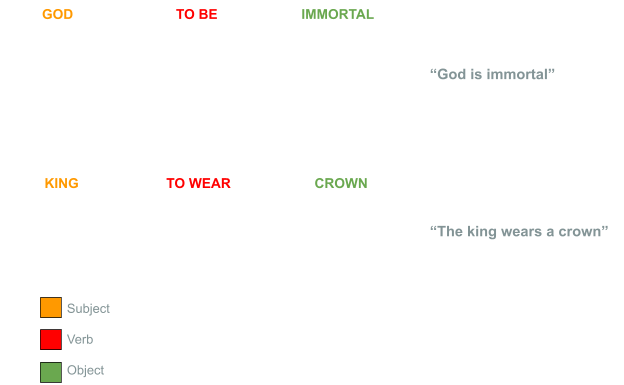 GOD TO BE IMMORTAL
“God is immortal”
KING TO WEAR CROWN
“The king wears a crown”
Subject
Verb
Object